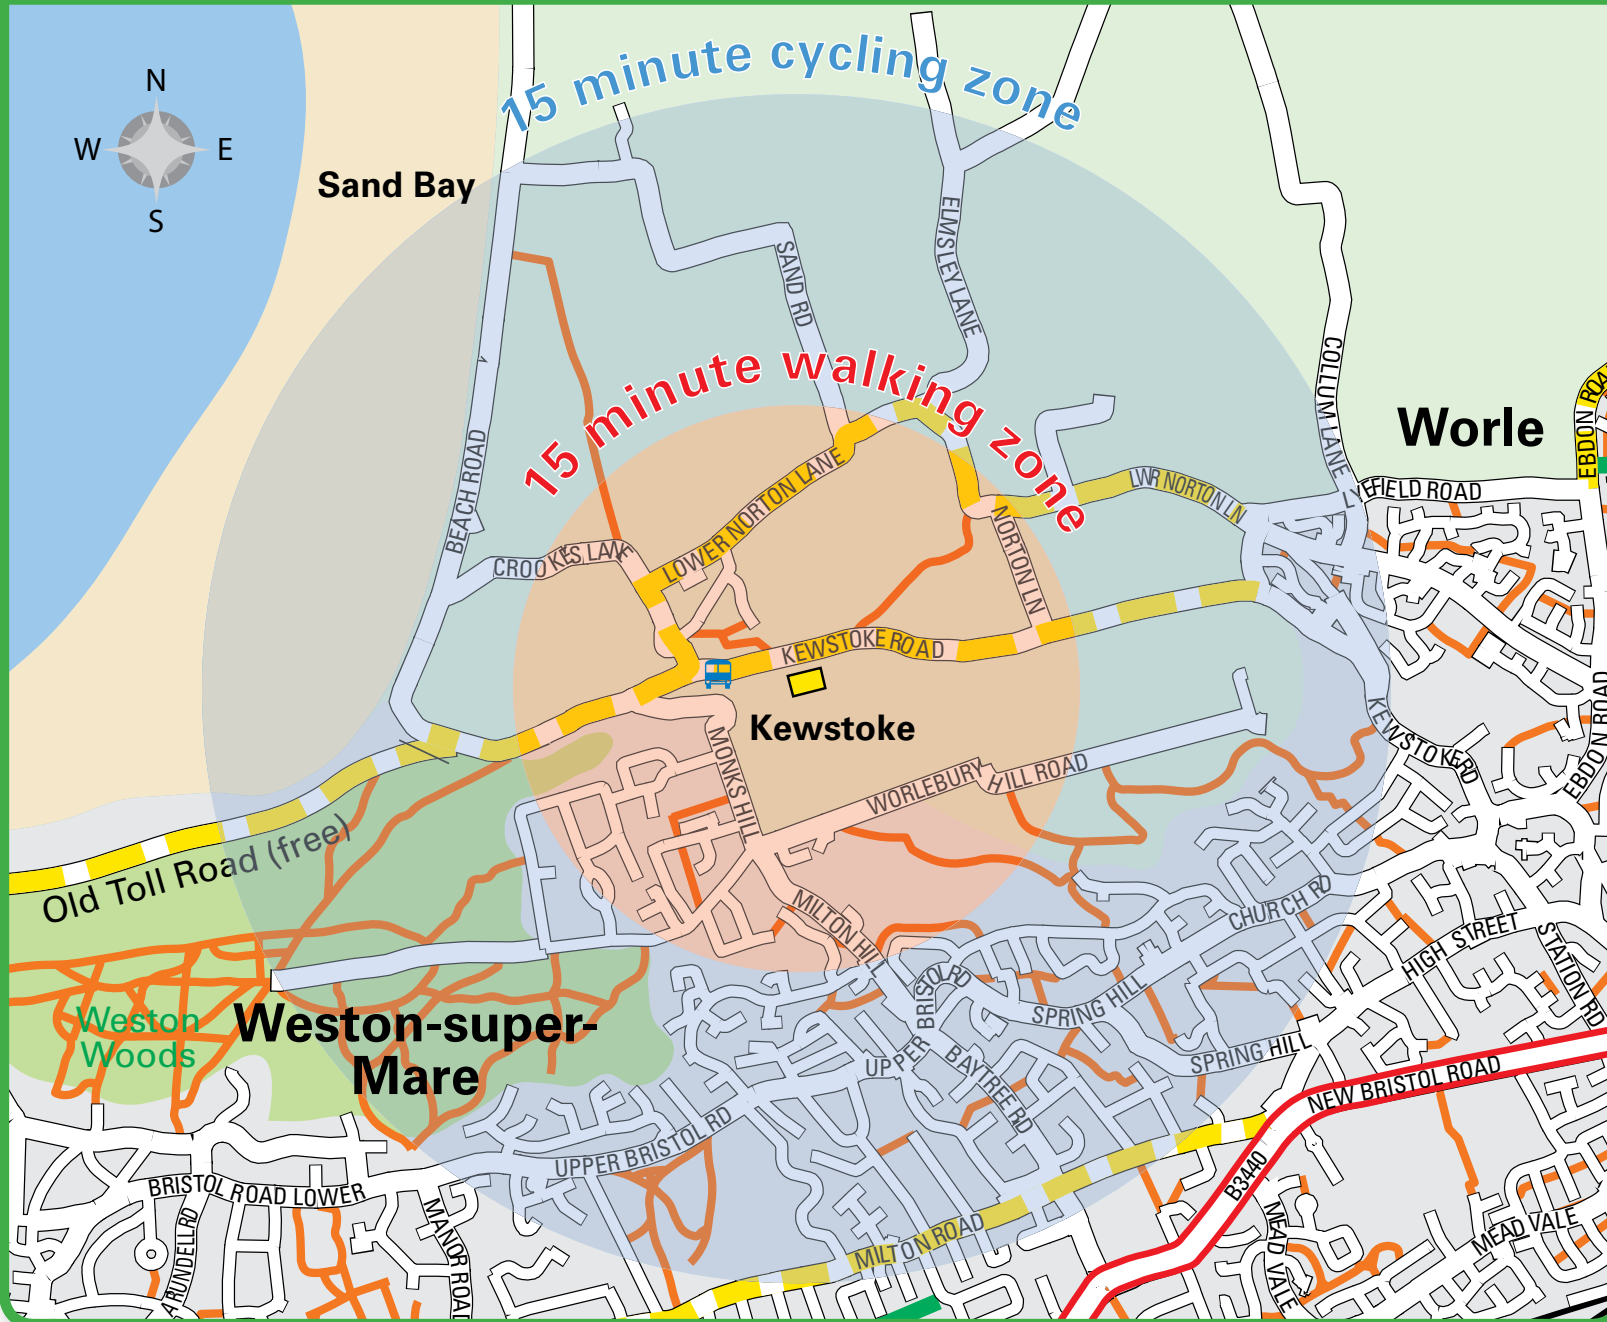 15 minute cycling zone
N
W
E
S
Sand Bay
ELMSLEY LANE
SAND RD
COLLUM LANE
15 minute walking zone
EBDON ROAD
Worle
BEACH ROAD
LOWER NORTON LANE
LWR NORTON LN
LYEFIELD ROAD
CROOKES LANE
NORTON LN
KEWSTOKE ROAD
Kewstoke
KEWSTOKE RD
EBDON ROAD
MONKS HILL
WORLEBURY HILL ROAD
Old Toll Road (free)
MILTON HILL
CHURCH RD
HIGH STREET
STATION RD
Weston
Woods
Weston-super-
Mare
UPPER BRISTOL RD
SPRING HILL
SPRING HILL
BAYTREE RD
NEW BRISTOL ROAD
UPPER BRISTOL RD
BRISTOL ROAD LOWER
B3440
ARUNDELL RD
MANOR ROAD
MILTON ROAD
MEAD VALE
MEAD VALE